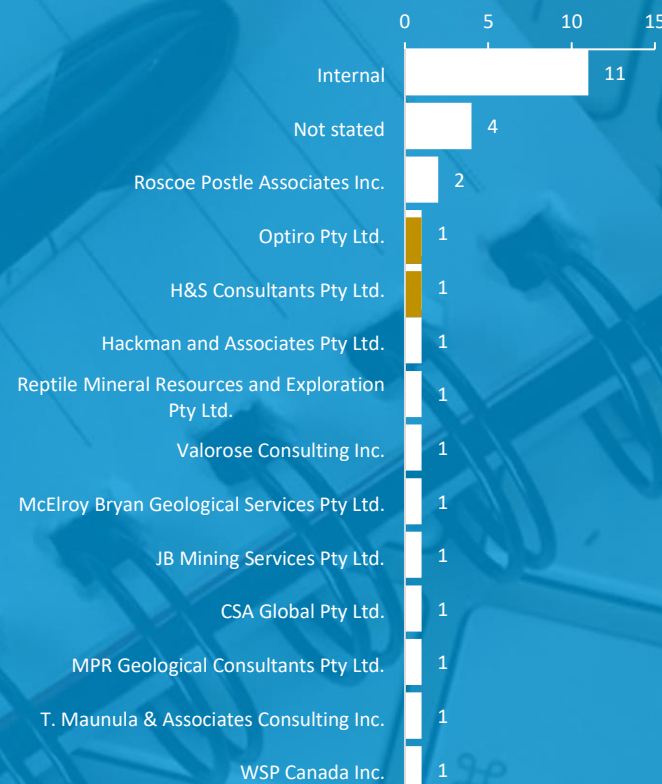 0 5 10 15
Internal 11
Not stated 4
Roscoe Postle Associates Inc. 2
Optiro Pty Ltd. 1
H&S Consultants Pty Ltd. 1
Hackman and Associates Pty Ltd. 1
Reptile Mineral Resources and Exploration
Pty Ltd. 1
Valorose Consulting Inc. 1
McElroy Bryan Geological Services Pty Ltd. 1
JB Mining Services Pty Ltd. 1
CSA Global Pty Ltd. 1
MPR Geological Consultants Pty Ltd. 1
T. Maunula & Associates Consulting Inc. 1
WSP Canada Inc. 1